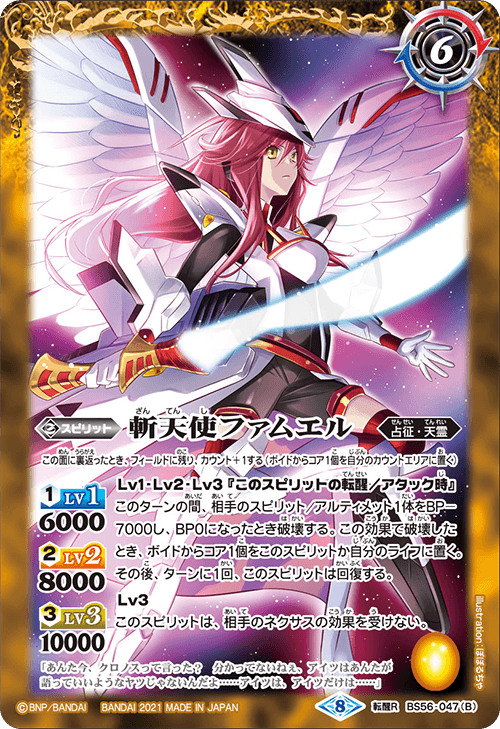 6
②スピリット
斬天使ファムエル
ざんてんし
占征・天霊
せんせい てんれい
この面に裏返ったとき、フィールドに残り、カウント+1する(ボイドからコア1個を自分のカウントエリアに置く)
1 LV1
6000
2 LV2
8000
3 LV3
10000
Lv1・Lv2・Lv3『このスピリットの転醒/アタック時』
このターンの間、相手のスピリット/アルティメット1体をBP-
7000し、BP0になったとき破壊する。この効果で破壊した
とき、ボイドからコア1個をこのスピリットか自分のライフに置く。
その後、ターンに1回、このスピリットは回復する。
Lv3
このスピリットは、相手のネクサスの効果を受けない。
「あんた今、クロノスって言った? 分かってないねぇ。アイツはあんたが
語っていいようなヤツじゃないんだよ……アイツは、アイツだけは……」
illustration:ぽぽるちゃ
©BNP/BANDAI BANDAI 2021 MADE IN JAPAN
8
転醒R BS56-047(B)